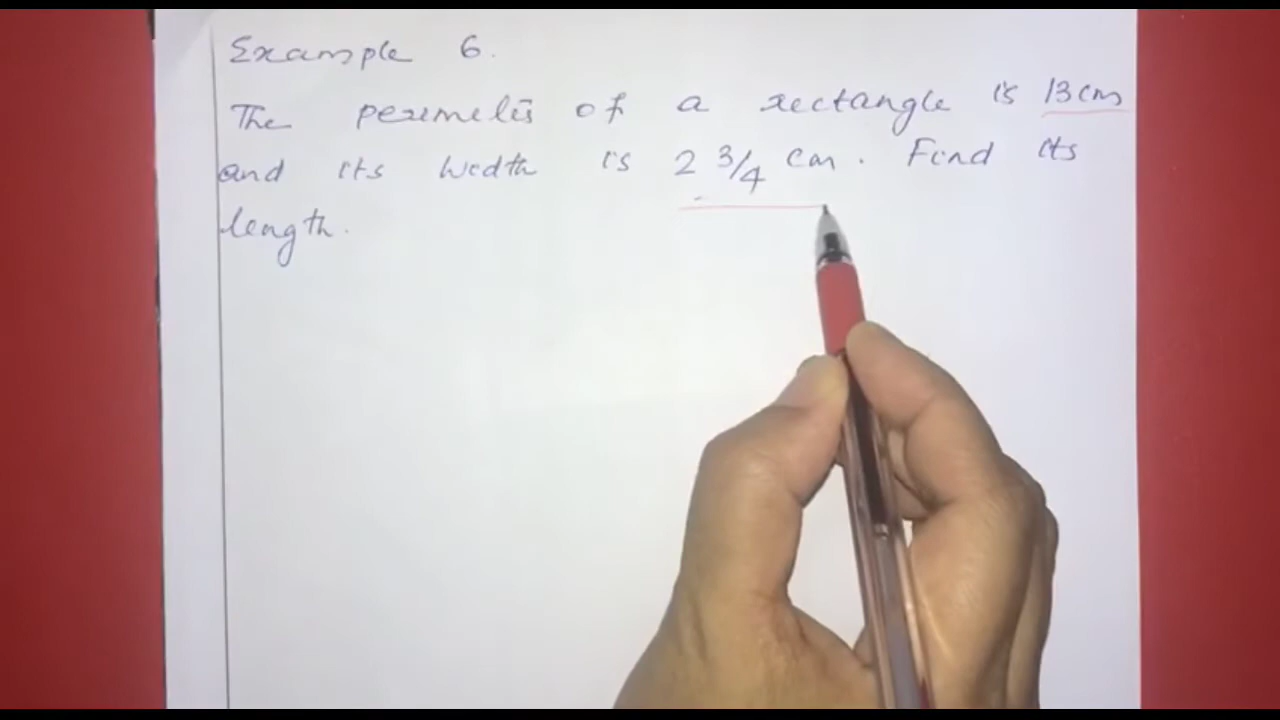 Example 6.
The perimeter of a rectangle is 13cm
and its width is 2 3/4 cm. Find its
length.